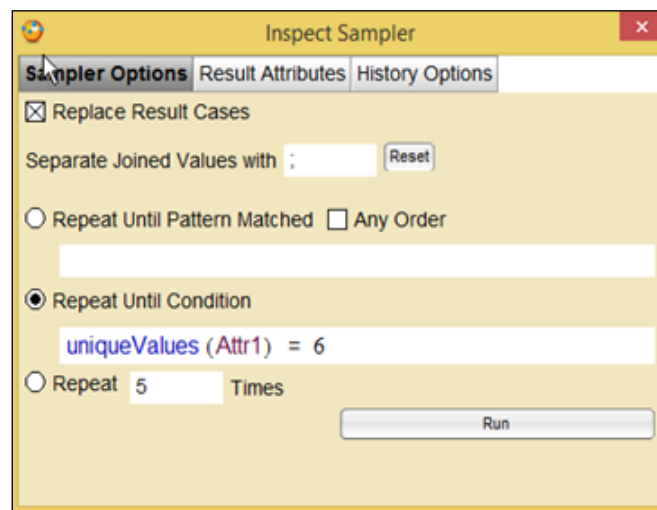 Inspect Sampler
Sampler Options Result Attributes History Options
Replace Result Cases
Separate Joined Values with ; Reset
Repeat Until Pattern Matched Any Order
Repeat Until Condition
uniqueValues (Attr1) = 6
Repeat 5 Times
Run